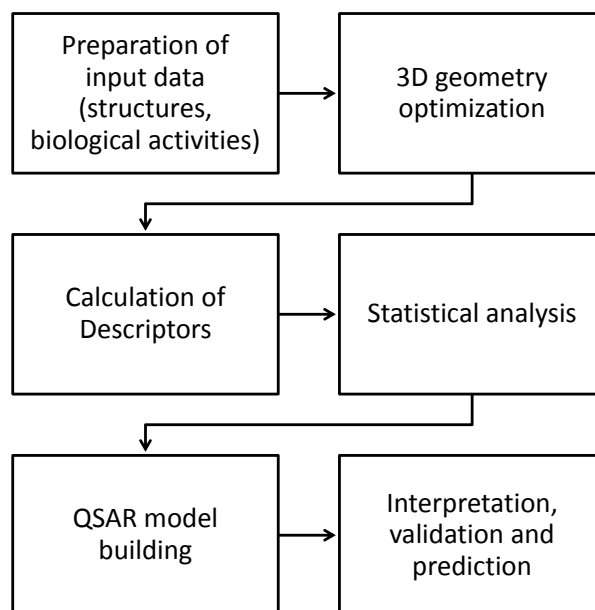 Preparation of
input data
(structures,
biological activities)
3D geometry
optimization
Calculation of
Descriptors
Statistical analysis
QSAR model
building
Interpretation,
validation and
prediction